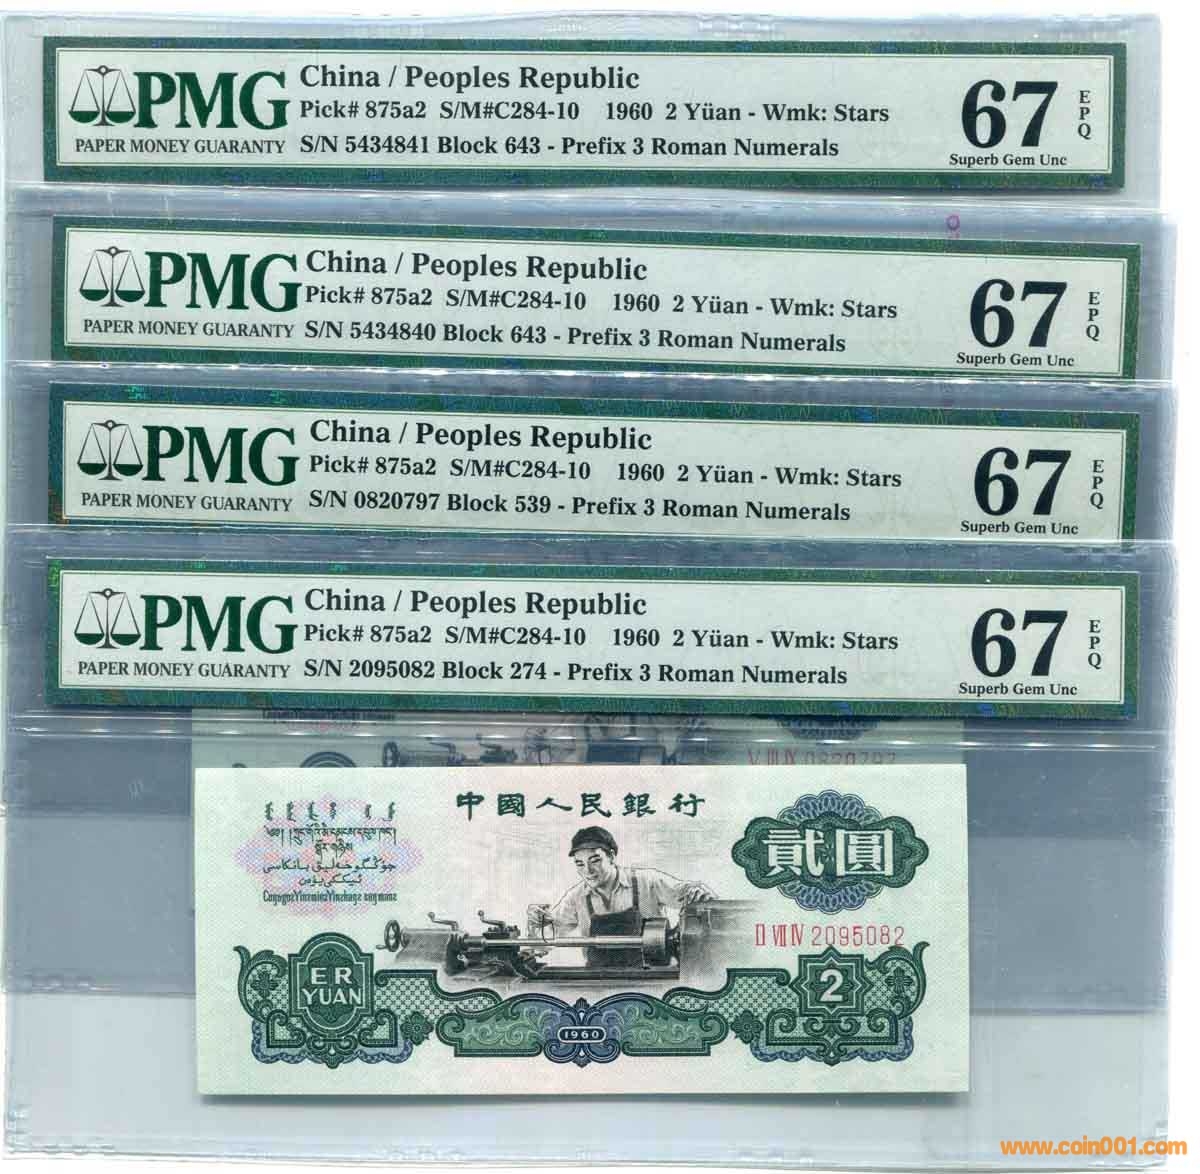 PMG
PAPER MONEY GUARANTY
China / Peoples Republic
Pick# 875a2 S/M#C284-10 1960 2 Yüan - Wmk: Stars
S/N 5434841 Block 643 - Prefix 3 Roman Numerals
67
EPQ
Superb Gem Unc
PMG
PAPER MONEY GUARANTY
China / Peoples Republic
Pick# 875a2 S/M#C284-10 1960 2 Yüan - Wmk: Stars
S/N 5434840 Block 643 - Prefix 3 Roman Numerals
67
EPQ
Superb Gem Unc
PMG
PAPER MONEY GUARANTY
China / Peoples Republic
Pick# 875a2 S/M#C284-10 1960 2 Yüan - Wmk: Stars
S/N 0820797 Block 539 - Prefix 3 Roman Numerals
67
EPQ
Superb Gem Unc
PMG
PAPER MONEY GUARANTY
China / Peoples Republic
Pick# 875a2 S/M#C284-10 1960 2 Yüan - Wmk: Stars
S/N 2095082 Block 274 - Prefix 3 Roman Numerals
67
EPQ
Superb Gem Unc
V III IX 0820797
中國人民銀行
貳圓
II VII IV 2095082
ER
YUAN
1960
2
www.coin001.com